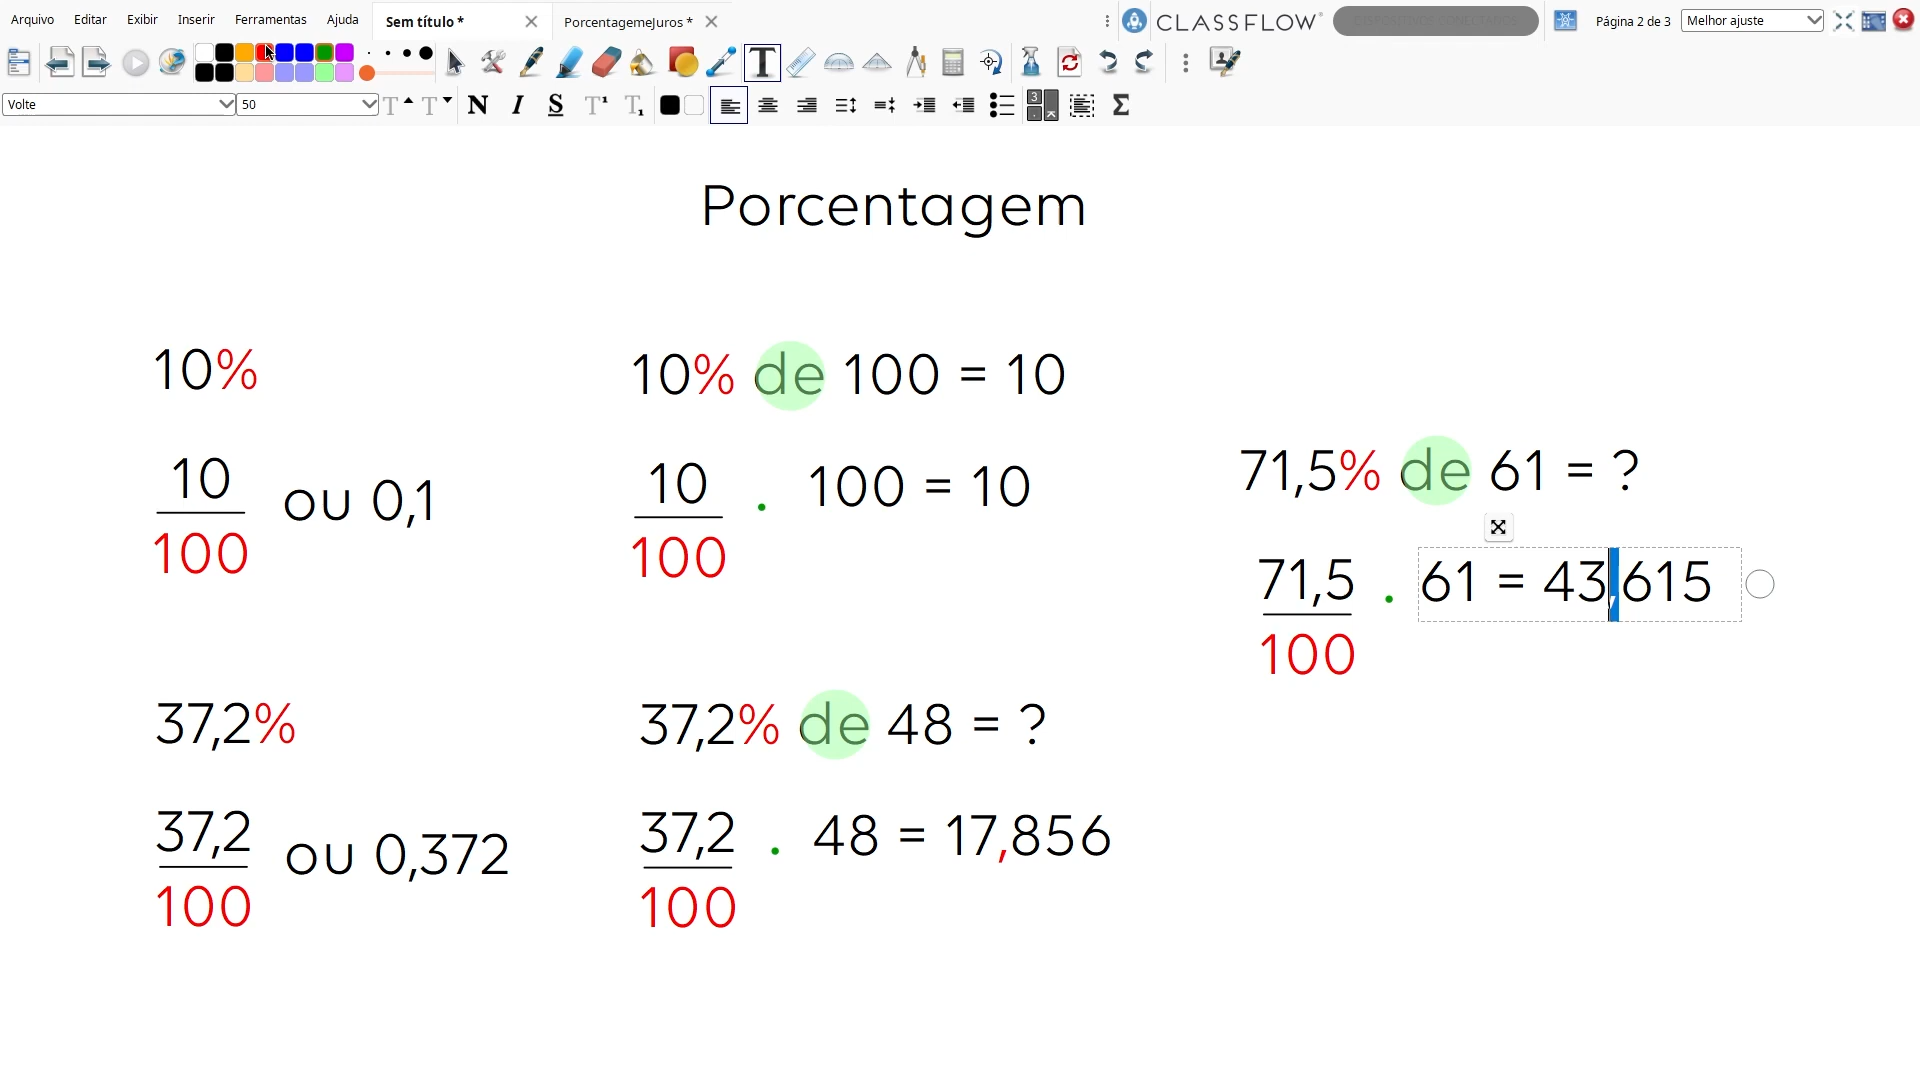 Arquivo Editar Exibir Inserir Ferramentas Ajuda Sem título * PorcentagemeJuros * CLASSFLOW Página 2 de 3 Melhor ajuste
Volte 50 T T N I S T¹ T, Σ
Porcentagem
10%
10% de 100 = 10
10
100
ou 0,1
10
100
. 100 = 10
71,5% de 61 = ?
71,5
100
. 61 = 43,615
37,2%
37,2% de 48 = ?
37,2
100
ou 0,372
37,2
100
. 48 = 17,856